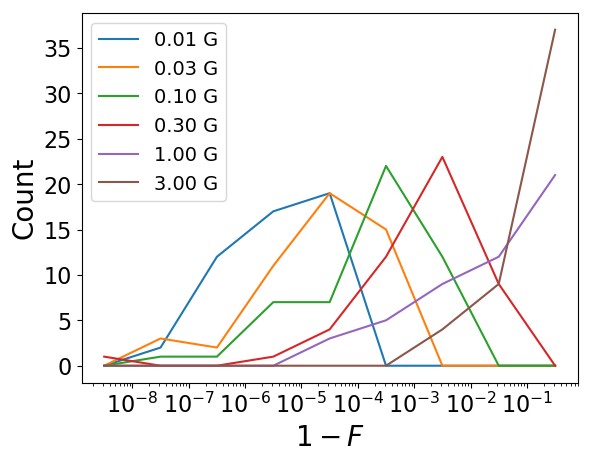 0.01 G
0.03 G
0.10 G
0.30 G
1.00 G
3.00 G
Count
35
30
25
20
15
10
5
0
10⁻⁸ 10⁻⁷ 10⁻⁶ 10⁻⁵ 10⁻⁴ 10⁻³ 10⁻² 10⁻¹
1 − F